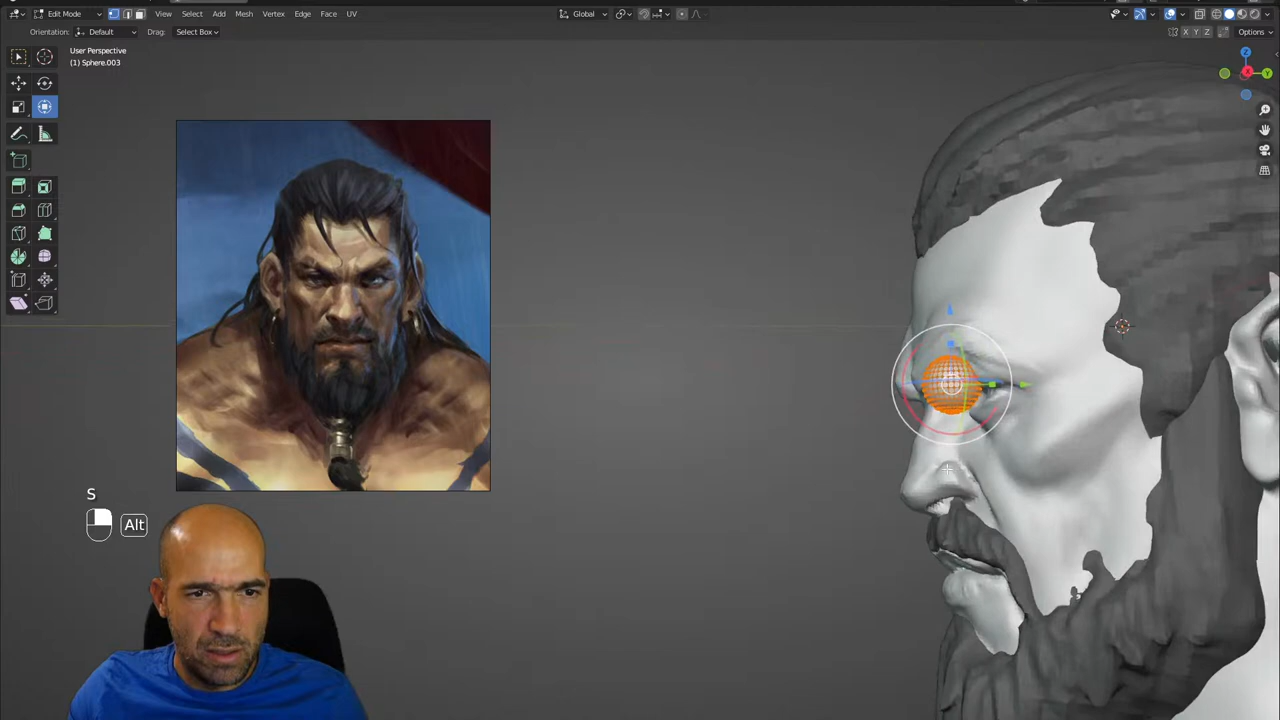 Edit Mode View Select Add Mesh Vertex Edge Face UV Global
Orientation: Default Drag: Select Box X Y Z Options
User Perspective
(1) Sphere.003
Z
X
Y
S
Alt